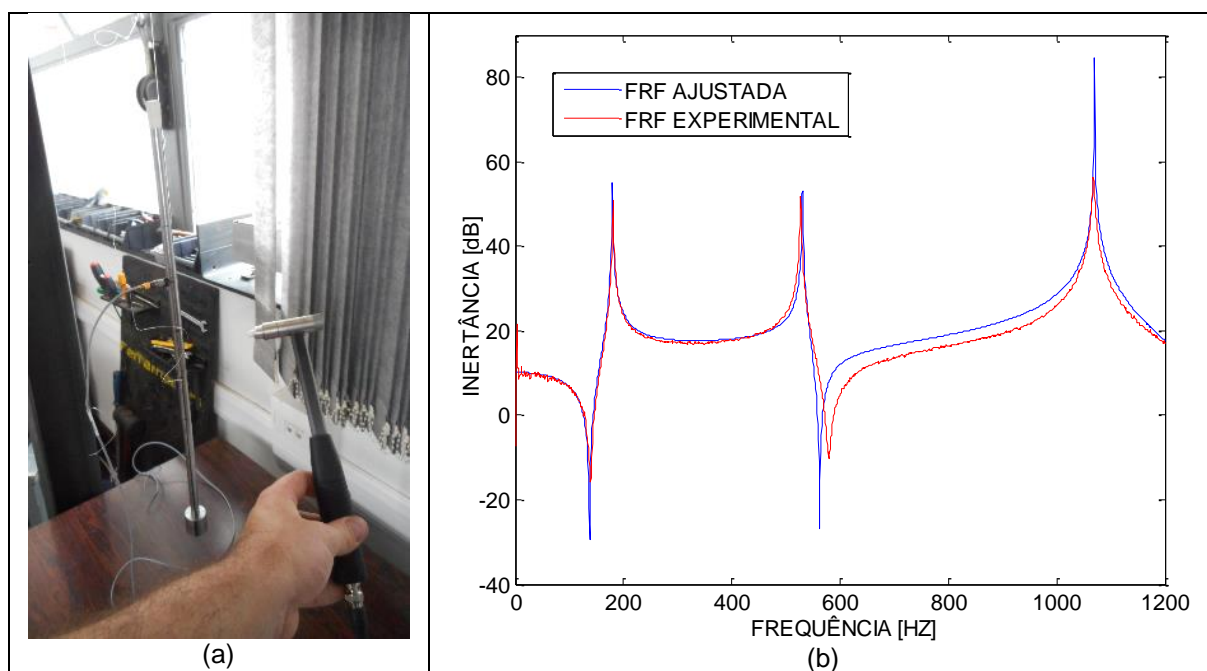 (a)
FRF AJUSTADA
FRF EXPERIMENTAL
INERTÂNCIA [dB]
80
60
40
20
0
-20
-40
0 200 400 600 800 1000 1200
FREQUÊNCIA [HZ]
(b)